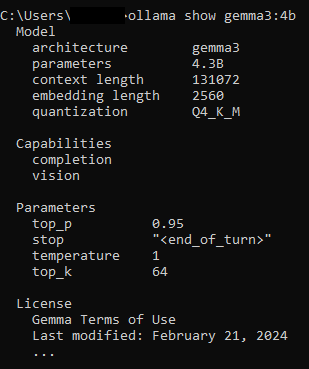 C:\Users\ >ollama show gemma3:4b
Model
architecture gemma3
parameters 4.3B
context length 131072
embedding length 2560
quantization Q4_K_M
Capabilities
completion
vision
Parameters
top_p 0.95
stop "<end_of_turn>"
temperature 1
top_k 64
License
Gemma Terms of Use
Last modified: February 21, 2024
...